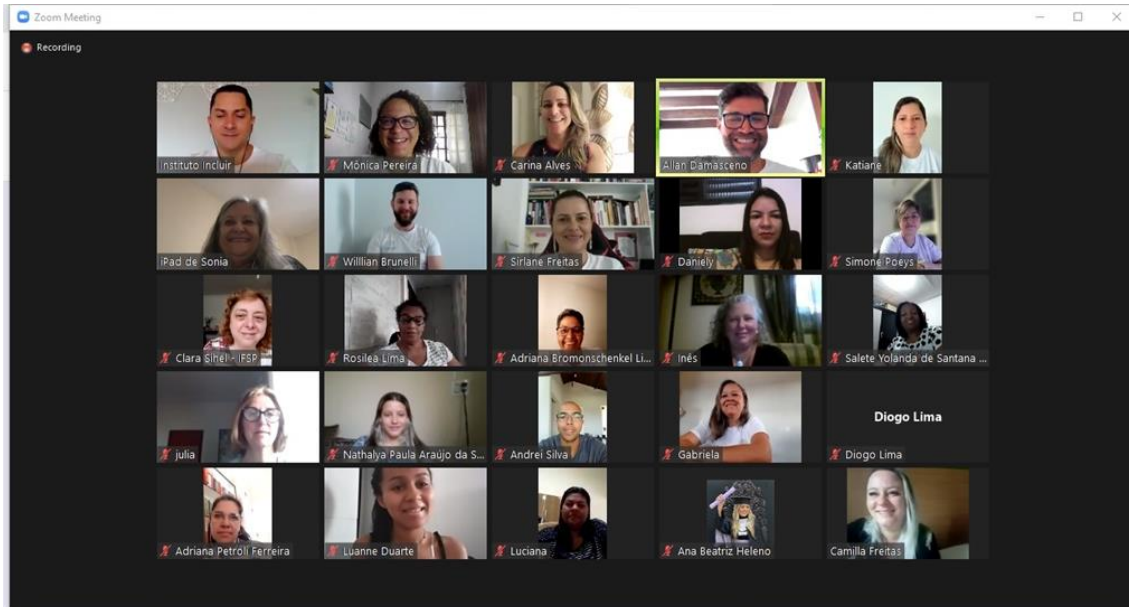 Zoom Meeting
Recording
Instituto Incluir
Mônica Pereira
Carina Alves
Allan Damasceno
Katiane
iPad de Sonia
Willlian Brunelli
Sirlane Freitas
Daniely
Simone Poeys
Clara Sihel - IFSP
Rosilea Lima
Adriana Bromonschenkel Li...
Inês
Salete Yolanda de Santana ...
julia
Nathalya Paula Araújo da S...
Andrei Silva
Gabriela
Diogo Lima
Diogo Lima
Adriana Petroli Ferreira
Luanne Duarte
Luciana
Ana Beatriz Heleno
Camilla Freitas